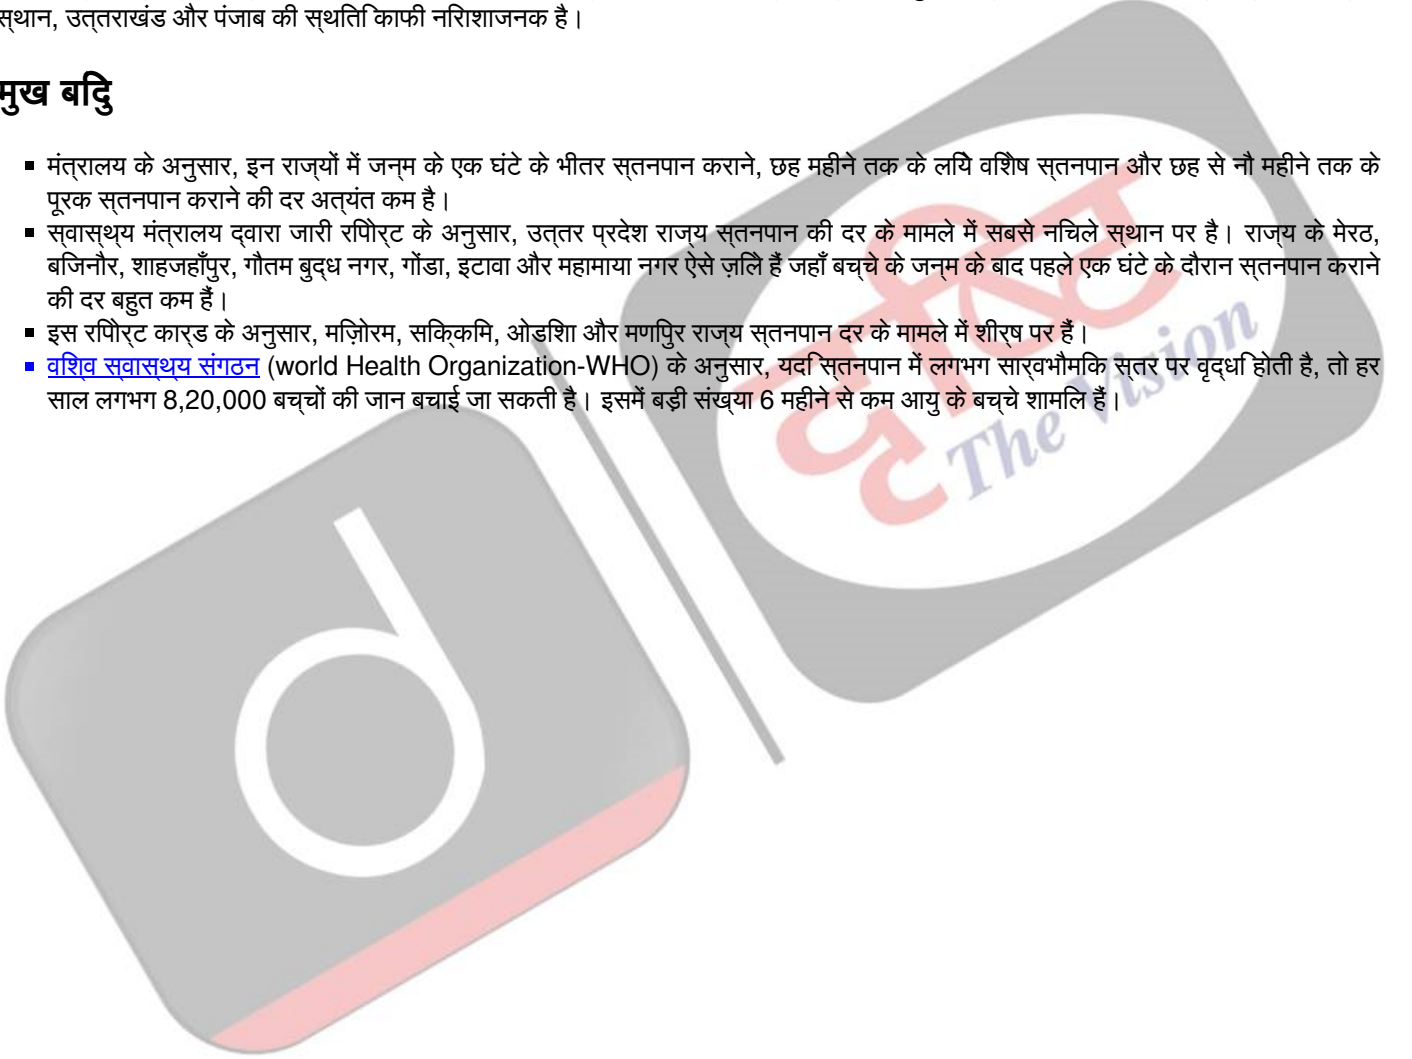 स्थान, उत्तराखंड और पंजाब की स्थिति काफी निराशाजनक है।
मुख बिंदु
मंत्रालय के अनुसार, इन राज्यों में जन्म के एक घंटे के भीतर स्तनपान कराने, छह महीने तक के लिये विशेष स्तनपान और छह से नौ महीने तक के
पूरक स्तनपान कराने की दर अत्यंत कम है।
स्वास्थ्य मंत्रालय द्वारा जारी रिपोर्ट के अनुसार, उत्तर प्रदेश राज्य स्तनपान की दर के मामले में सबसे निचले स्थान पर है। राज्य के मेरठ,
बिजनौर, शाहजहाँपुर, गौतम बुद्ध नगर, गोंडा, इटावा और महामाया नगर ऐसे ज़िले हैं जहाँ बच्चे के जन्म के बाद पहले एक घंटे के दौरान स्तनपान कराने
की दर बहुत कम हैं।
इस रिपोर्ट कार्ड के अनुसार, मिज़ोरम, सिक्किम, ओडिशा और मणिपुर राज्य स्तनपान दर के मामले में शीर्ष पर हैं।
विश्व स्वास्थ्य संगठन (world Health Organization-WHO) के अनुसार, यदि स्तनपान में लगभग सार्वभौमिक स्तर पर वृद्धि होती है, तो हर
साल लगभग 8,20,000 बच्चों की जान बचाई जा सकती है। इसमें बड़ी संख्या 6 महीने से कम आयु के बच्चे शामिल हैं।
दृष्टि
The Vision
d